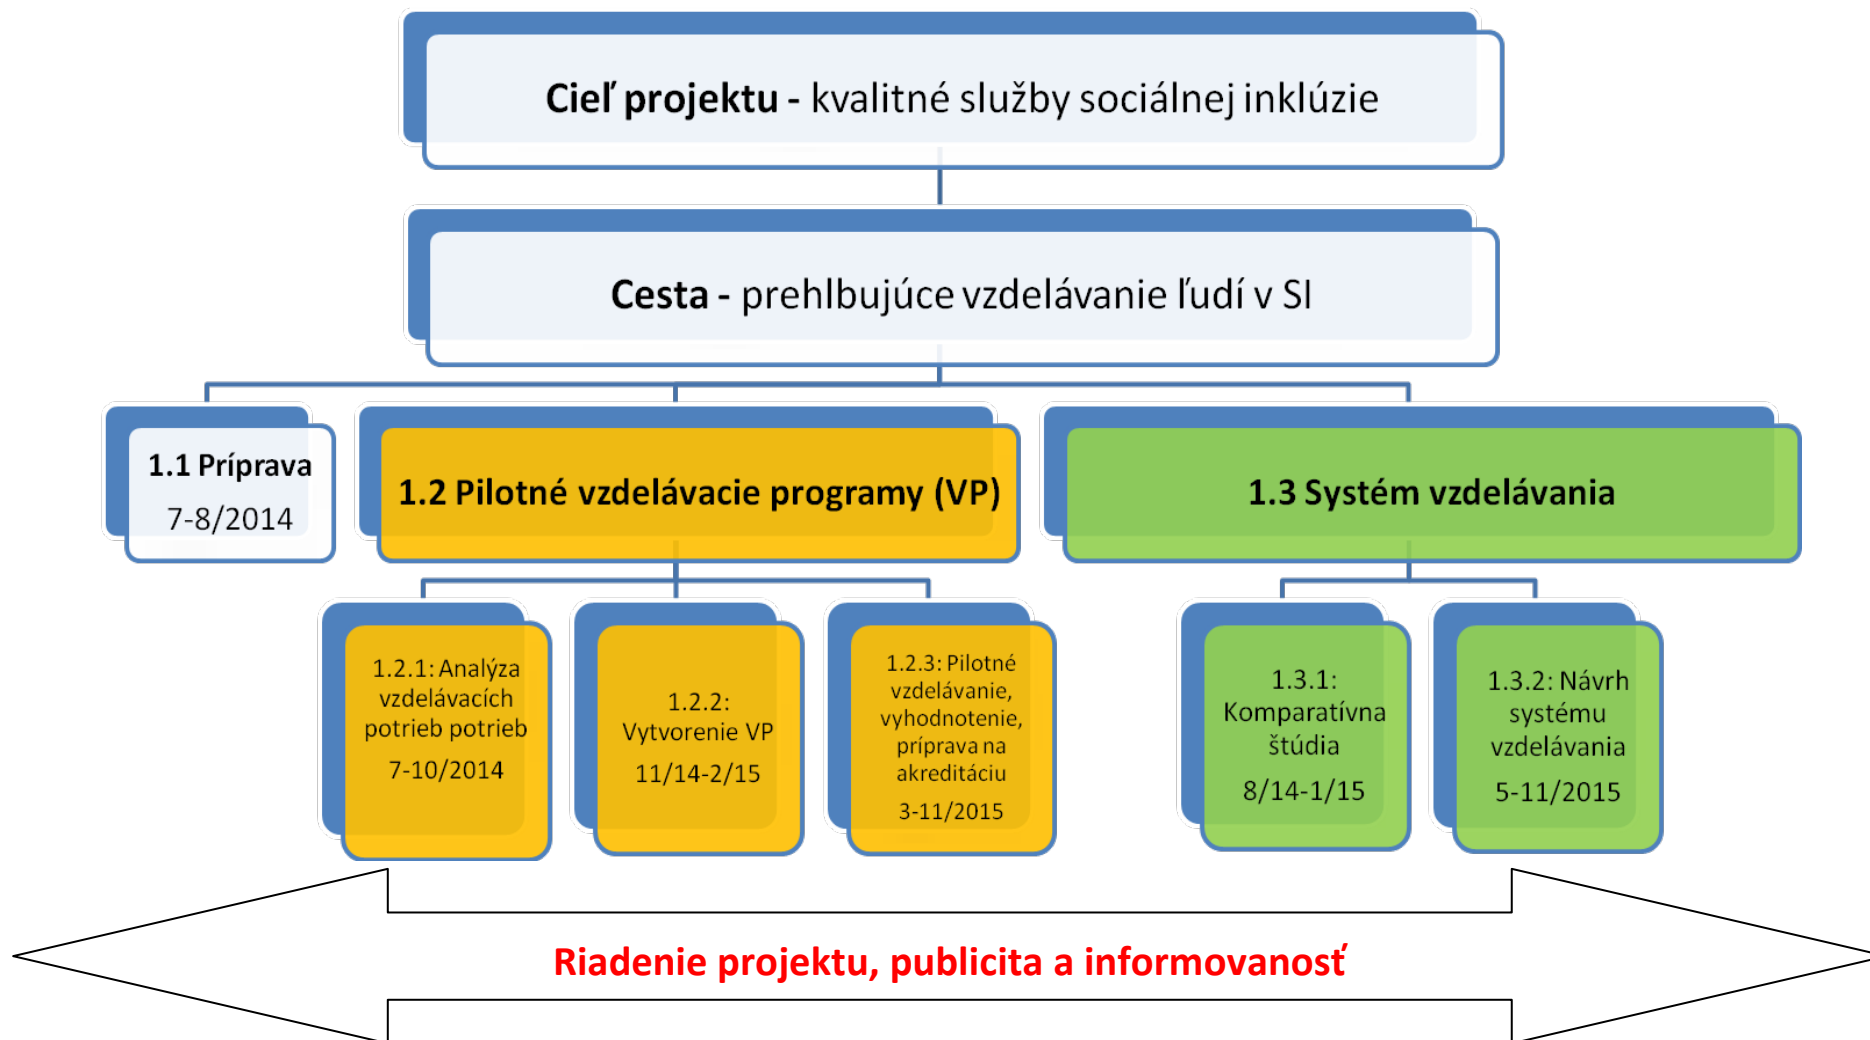 Cieľ projektu - kvalitné služby sociálnej inklúzie
Cesta - prehlbujúce vzdelávanie ľudí v SI
1.1 Príprava
7-8/2014
1.2 Pilotné vzdelávacie programy (VP)
1.3 Systém vzdelávania
1.2.1: Analýza
vzdelávacích
potrieb potrieb
7-10/2014
1.2.2:
Vytvorenie VP
11/14-2/15
1.2.3: Pilotné
vzdelávanie,
vyhodnotenie,
príprava na
akreditáciu
3-11/2015
1.3.1:
Komparatívna
štúdia
8/14-1/15
1.3.2: Návrh
systému
vzdelávania
5-11/2015
Riadenie projektu, publicita a informovanosť